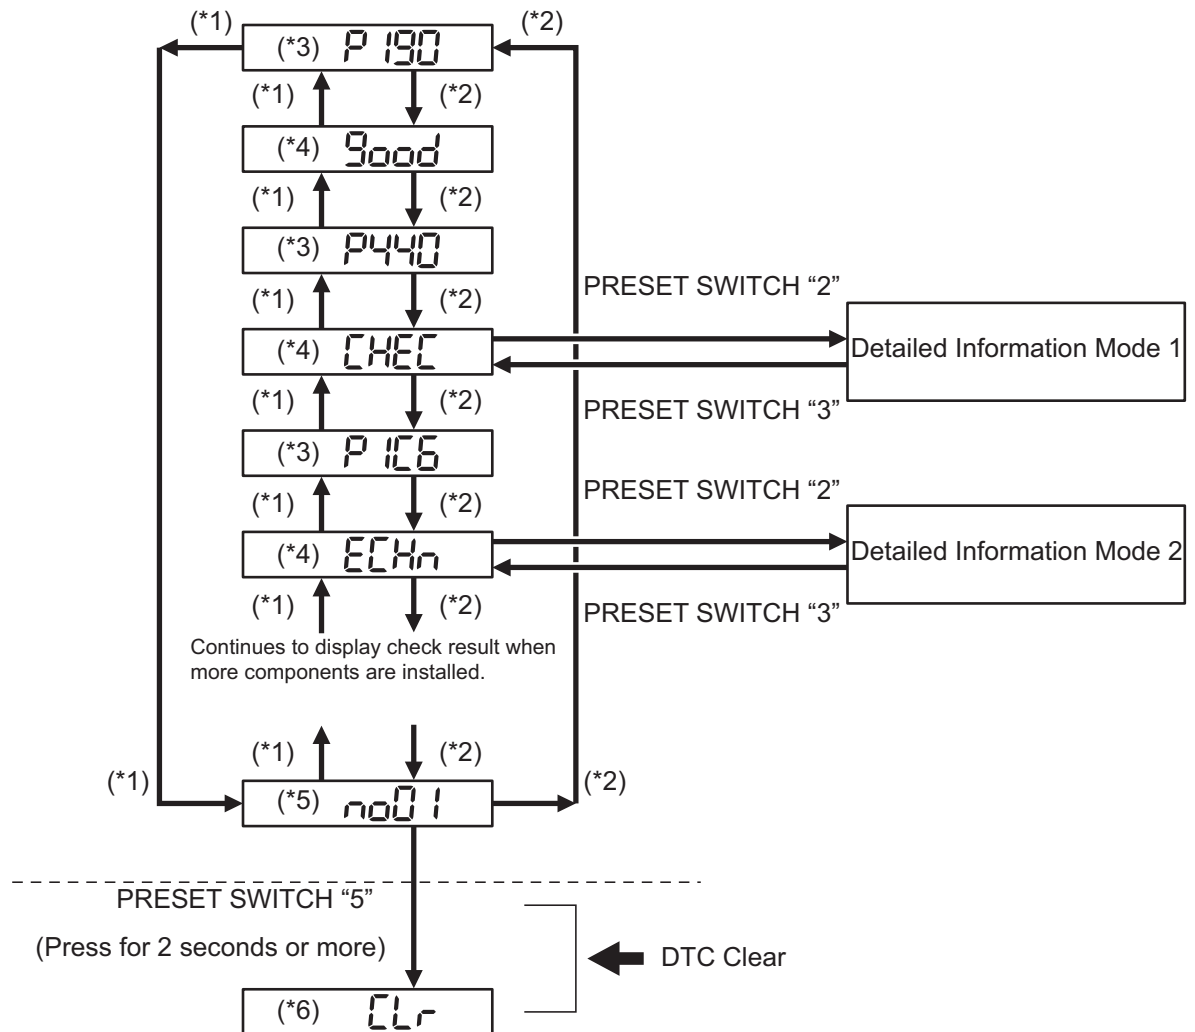 (*1)
(*2)
(*3) P190
(*1)
(*2)
(*4) good
(*1)
(*2)
(*3) P440
(*1)
(*2)
PRESET SWITCH “2”
(*4) CHEC
Detailed Information Mode 1
(*1)
(*2)
PRESET SWITCH “3”
(*3) P1C6
PRESET SWITCH “2”
(*1)
(*2)
(*4) ECHn
Detailed Information Mode 2
(*1)
(*2)
PRESET SWITCH “3”
Continues to display check result when
more components are installed.
(*1)
(*2)
(*1)
(*5) no01
(*2)
PRESET SWITCH “5”
(Press for 2 seconds or more)
DTC Clear
(*6) CLr